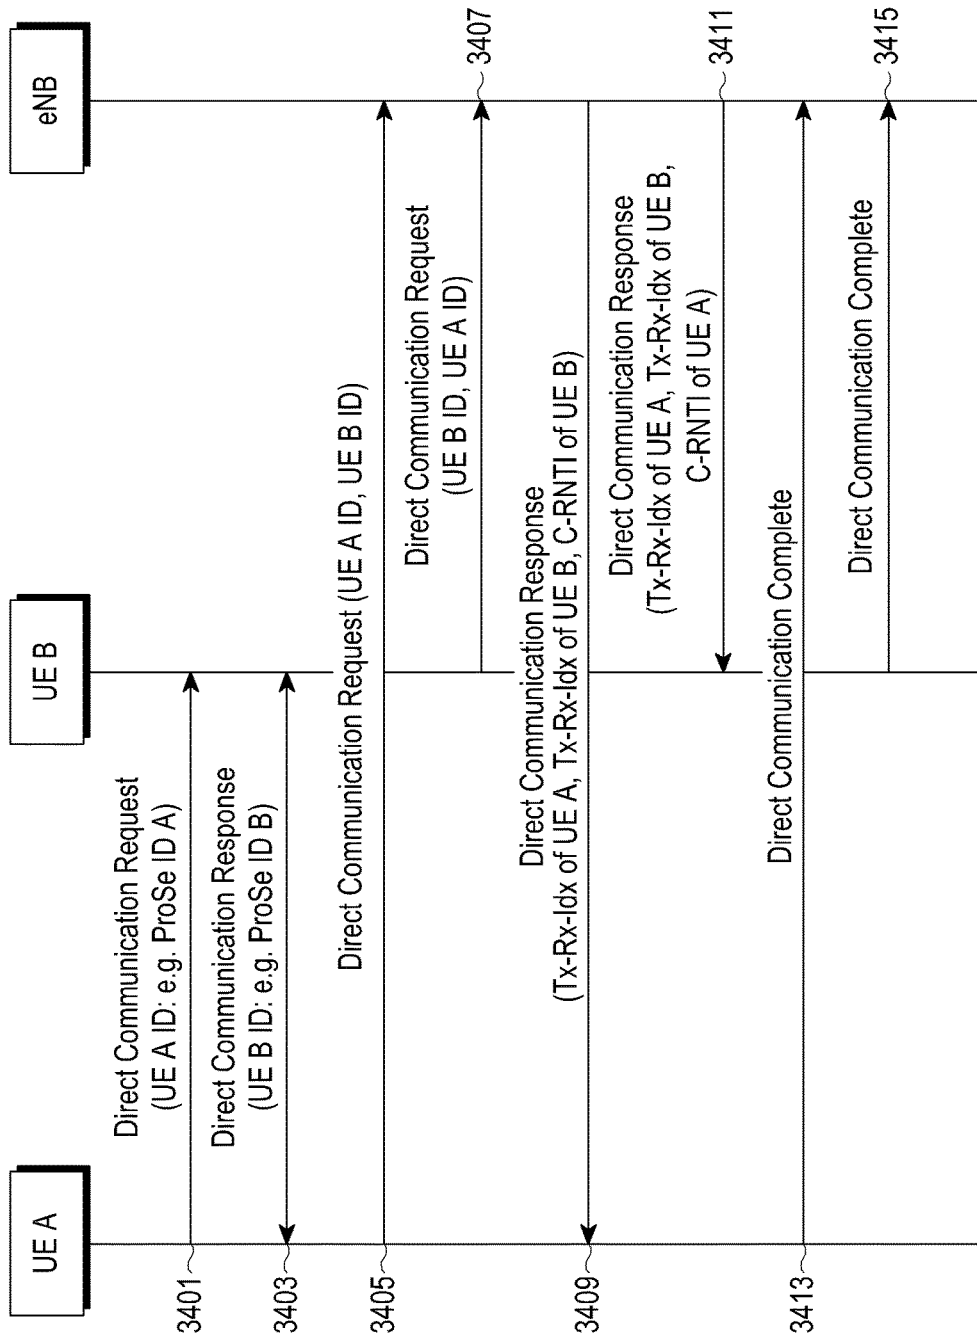 UE A
UE B
eNB
3401
Direct Communication Request
(UE A ID: e.g. ProSe ID A)
3403
Direct Communication Response
(UE B ID: e.g. ProSe ID B)
3405
Direct Communication Request (UE A ID, UE B ID)
Direct Communication Request
(UE B ID, UE A ID)
3407
3409
Direct Communication Response
(Tx-Rx-Idx of UE A, Tx-Rx-Idx of UE B, C-RNTI of UE B)
Direct Communication Response
(Tx-Rx-Idx of UE A, Tx-Rx-Idx of UE B,
C-RNTI of UE A)
3411
3413
Direct Communication Complete
Direct Communication Complete
3415